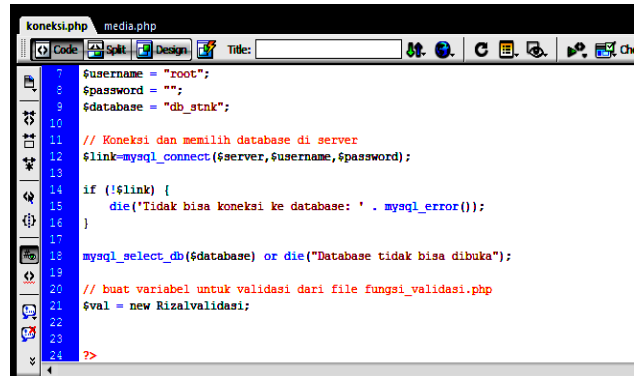 koneksi.php media.php
Code Split Design Title:
7 $username = "root";
8 $password = "";
9 $database = "db_stnk";
10
11 // Koneksi dan memilih database di server
12 $link=mysql_connect($server,$username,$password);
13
14 if (!$link) {
15 die('Tidak bisa koneksi ke database: ' . mysql_error());
16 }
17
18 mysql_select_db($database) or die("Database tidak bisa dibuka");
19
20 // buat variabel untuk validasi dari file fungsi_validasi.php
21 $val = new Rizalvalidasi;
22
23
24 ?>